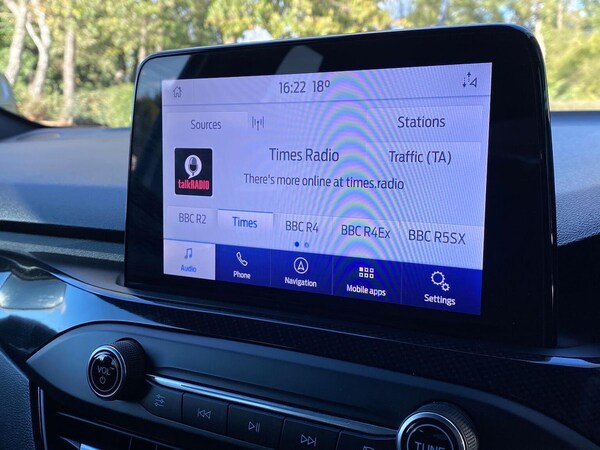 16:22 18°
Sources
Stations
Times Radio
Traffic (TA)
talkRADIO
There's more online at times.radio
BBC R2
Times
BBC R4
BBC R4Ex
BBC R5SX
Audio
Phone
Navigation
Mobile apps
Settings
VOL
TUNE